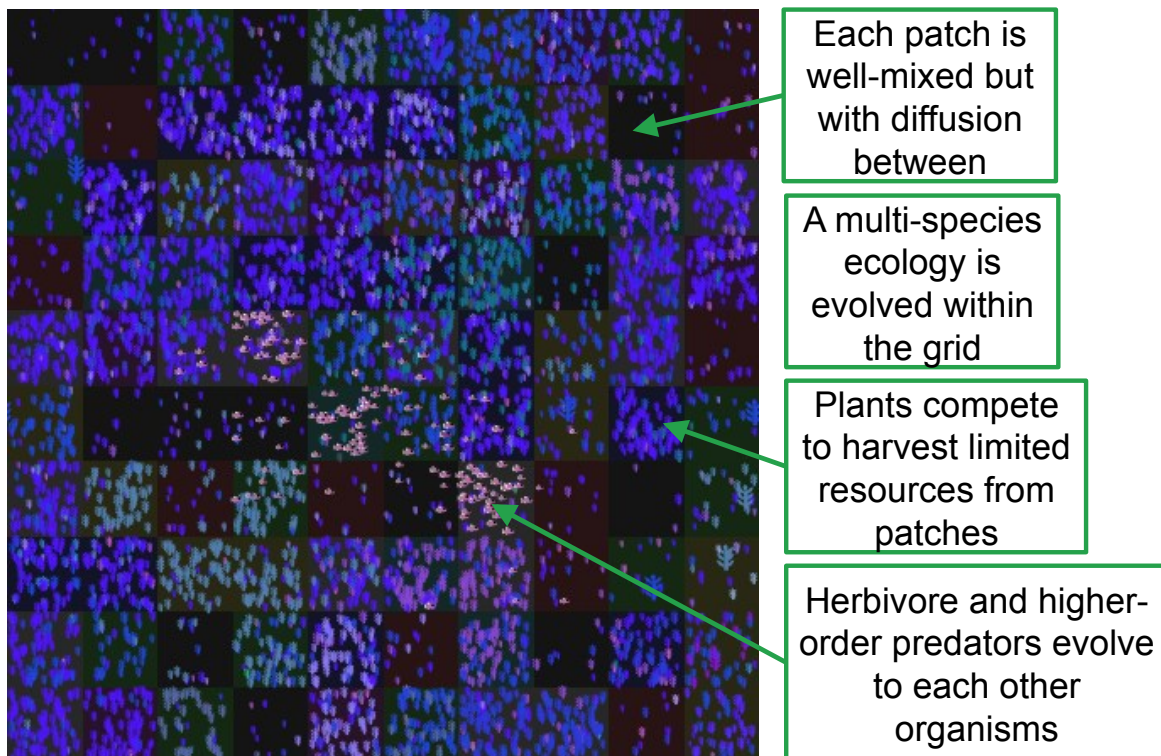 Each patch is
well-mixed but
with diffusion
between
A multi-species
ecology is
evolved within
the grid
Plants compete
to harvest limited
resources from
patches
Herbivore and higher-
order predators evolve
to each other
organisms